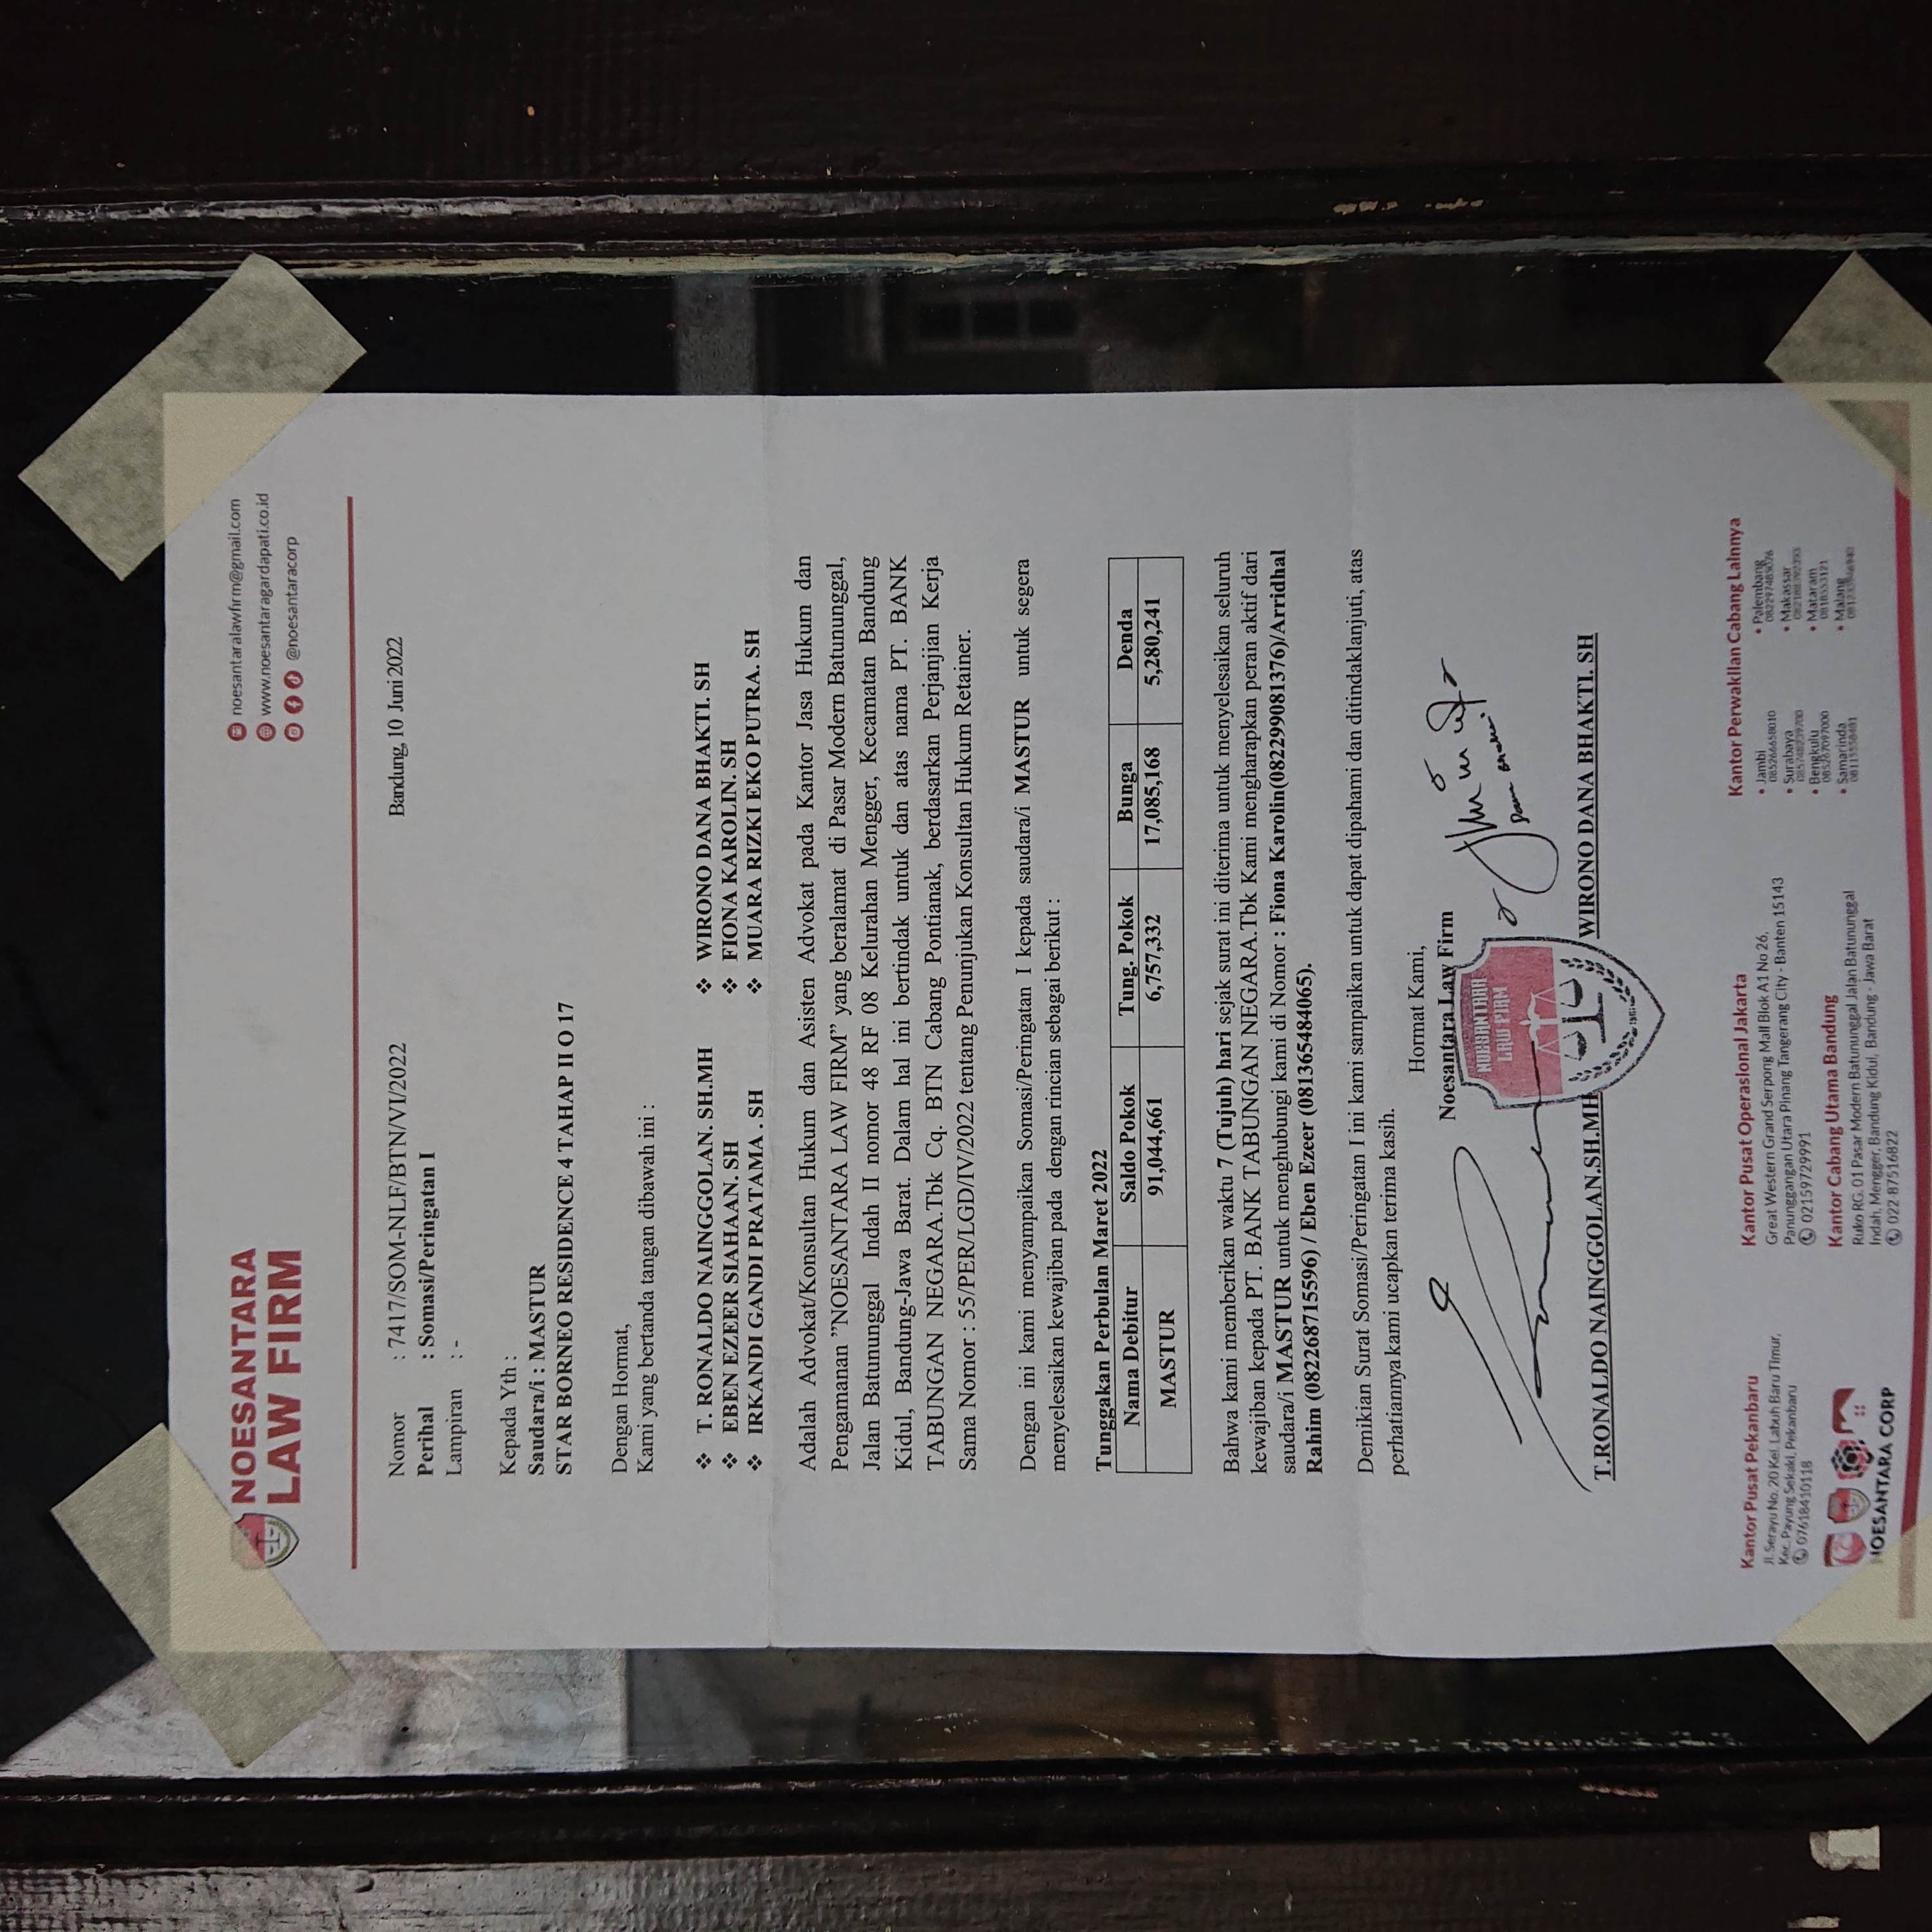 NOESANTARA
LAW FIRM
noesantaralawfirm@gmail.com
www.noesantaragardapati.co.id
@noesantaracorp
Nomor : 7417/SOM-NLF/BTN/VI/2022 Bandung, 10 Juni 2022
Perihal : Somasi/Peringatan I
Lampiran : -
Kepada Yth :
Saudara/i : MASTUR
STAR BORNEO RESIDENCE 4 TAHAP II O 17
Dengan Hormat,
Kami yang bertanda tangan dibawah ini :
❖ T. RONALDO NAINGGOLAN. SH.MH ❖ WIRONO DANA BHAKTI. SH
❖ EBEN EZEER SIAHAAN. SH ❖ FIONA KAROLIN. SH
❖ IRKANDI GANDI PRATAMA . SH ❖ MUARA RIZKI EKO PUTRA. SH
Adalah Advokat/Konsultan Hukum dan Asisten Advokat pada Kantor Jasa Hukum dan
Pengamanan ”NOESANTARA LAW FIRM” yang beralamat di Pasar Modern Batununggal,
Jalan Batununggal Indah II nomor 48 RF 08 Kelurahan Mengger, Kecamatan Bandung
Kidul, Bandung-Jawa Barat. Dalam hal ini bertindak untuk dan atas nama PT. BANK
TABUNGAN NEGARA.Tbk Cq. BTN Cabang Pontianak, berdasarkan Perjanjian Kerja
Sama Nomor : 55/PER/LGD/IV/2022 tentang Penunjukan Konsultan Hukum Retainer.
Dengan ini kami menyampaikan Somasi/Peringatan I kepada saudara/i MASTUR untuk segera
menyelesaikan kewajiban pada dengan rincian sebagai berikut :
Tunggakan Perbulan Maret 2022
Nama Debitur Saldo Pokok Tung. Pokok Bunga Denda
MASTUR 91,044,661 6,757,332 17,085,168 5,280,241
Bahwa kami memberikan waktu 7 (Tujuh) hari sejak surat ini diterima untuk menyelesaikan seluruh
kewajiban kepada PT. BANK TABUNGAN NEGARA.Tbk Kami mengharapkan peran aktif dari
saudara/i MASTUR untuk menghubungi kami di Nomor : Fiona Karolin(082299081376)/Arridhal
Rahim (082268715596) / Eben Ezeer (081365484065).
Demikian Surat Somasi/Peringatan I ini kami sampaikan untuk dapat dipahami dan ditindaklanjuti, atas
perhatiannya kami ucapkan terima kasih.
Hormat Kami,
Noesantara Law Firm
NOESANTARA
LAW FIRM
T.RONALDO NAINGGOLAN.SH.MH WIRONO DANA BHAKTI. SH
Kantor Pusat Pekanbaru
Jl. Serayu No. 20 Kel. Labuh Baru Timur,
Kec. Payung Sekaki, Pekanbaru
07618410118
NOESANTARA CORP
Kantor Pusat Operasional Jakarta
Great Western Grand Serpong Mall Blok A1 No 26,
Panunggangan Utara Pinang Tangerang City - Banten 15143
02159729991
Kantor Cabang Utama Bandung
Ruko RG. 01 Pasar Modern Batununggal Jalan Batununggal
Indah, Mengger, Bandung Kidul, Bandung - Jawa Barat
022 87516822
Kantor Perwakilan Cabang Lainnya
• Jambi
085266658010
• Surabaya
• Bengkulu
085267097000
• Samarinda
• Palembang
• Makassar
• Mataram
• Malang